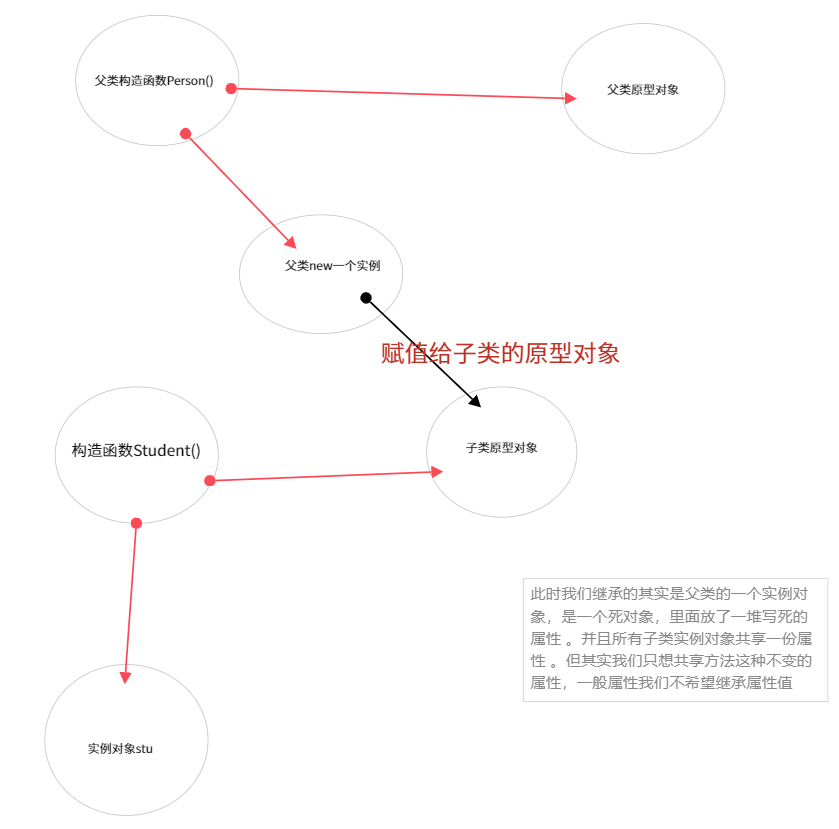 父类构造函数Person()
父类原型对象
父类new一个实例
赋值给子类的原型对象
构造函数Student()
子类原型对象
此时我们继承的其实是父类的一个实例对
象，是一个死对象，里面放了一堆写死的
属性 。并且所有子类实例对象共享一份属
性 。但其实我们只想共享方法这种不变的
属性，一般属性我们不希望继承属性值
实例对象stu